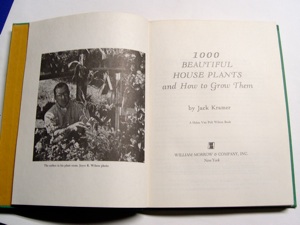 1000
BEAUTIFUL
HOUSE PLANTS
and How to Grow Them
by Jack Kramer
WILLIAM MORROW & COMPANY, INC.
New York